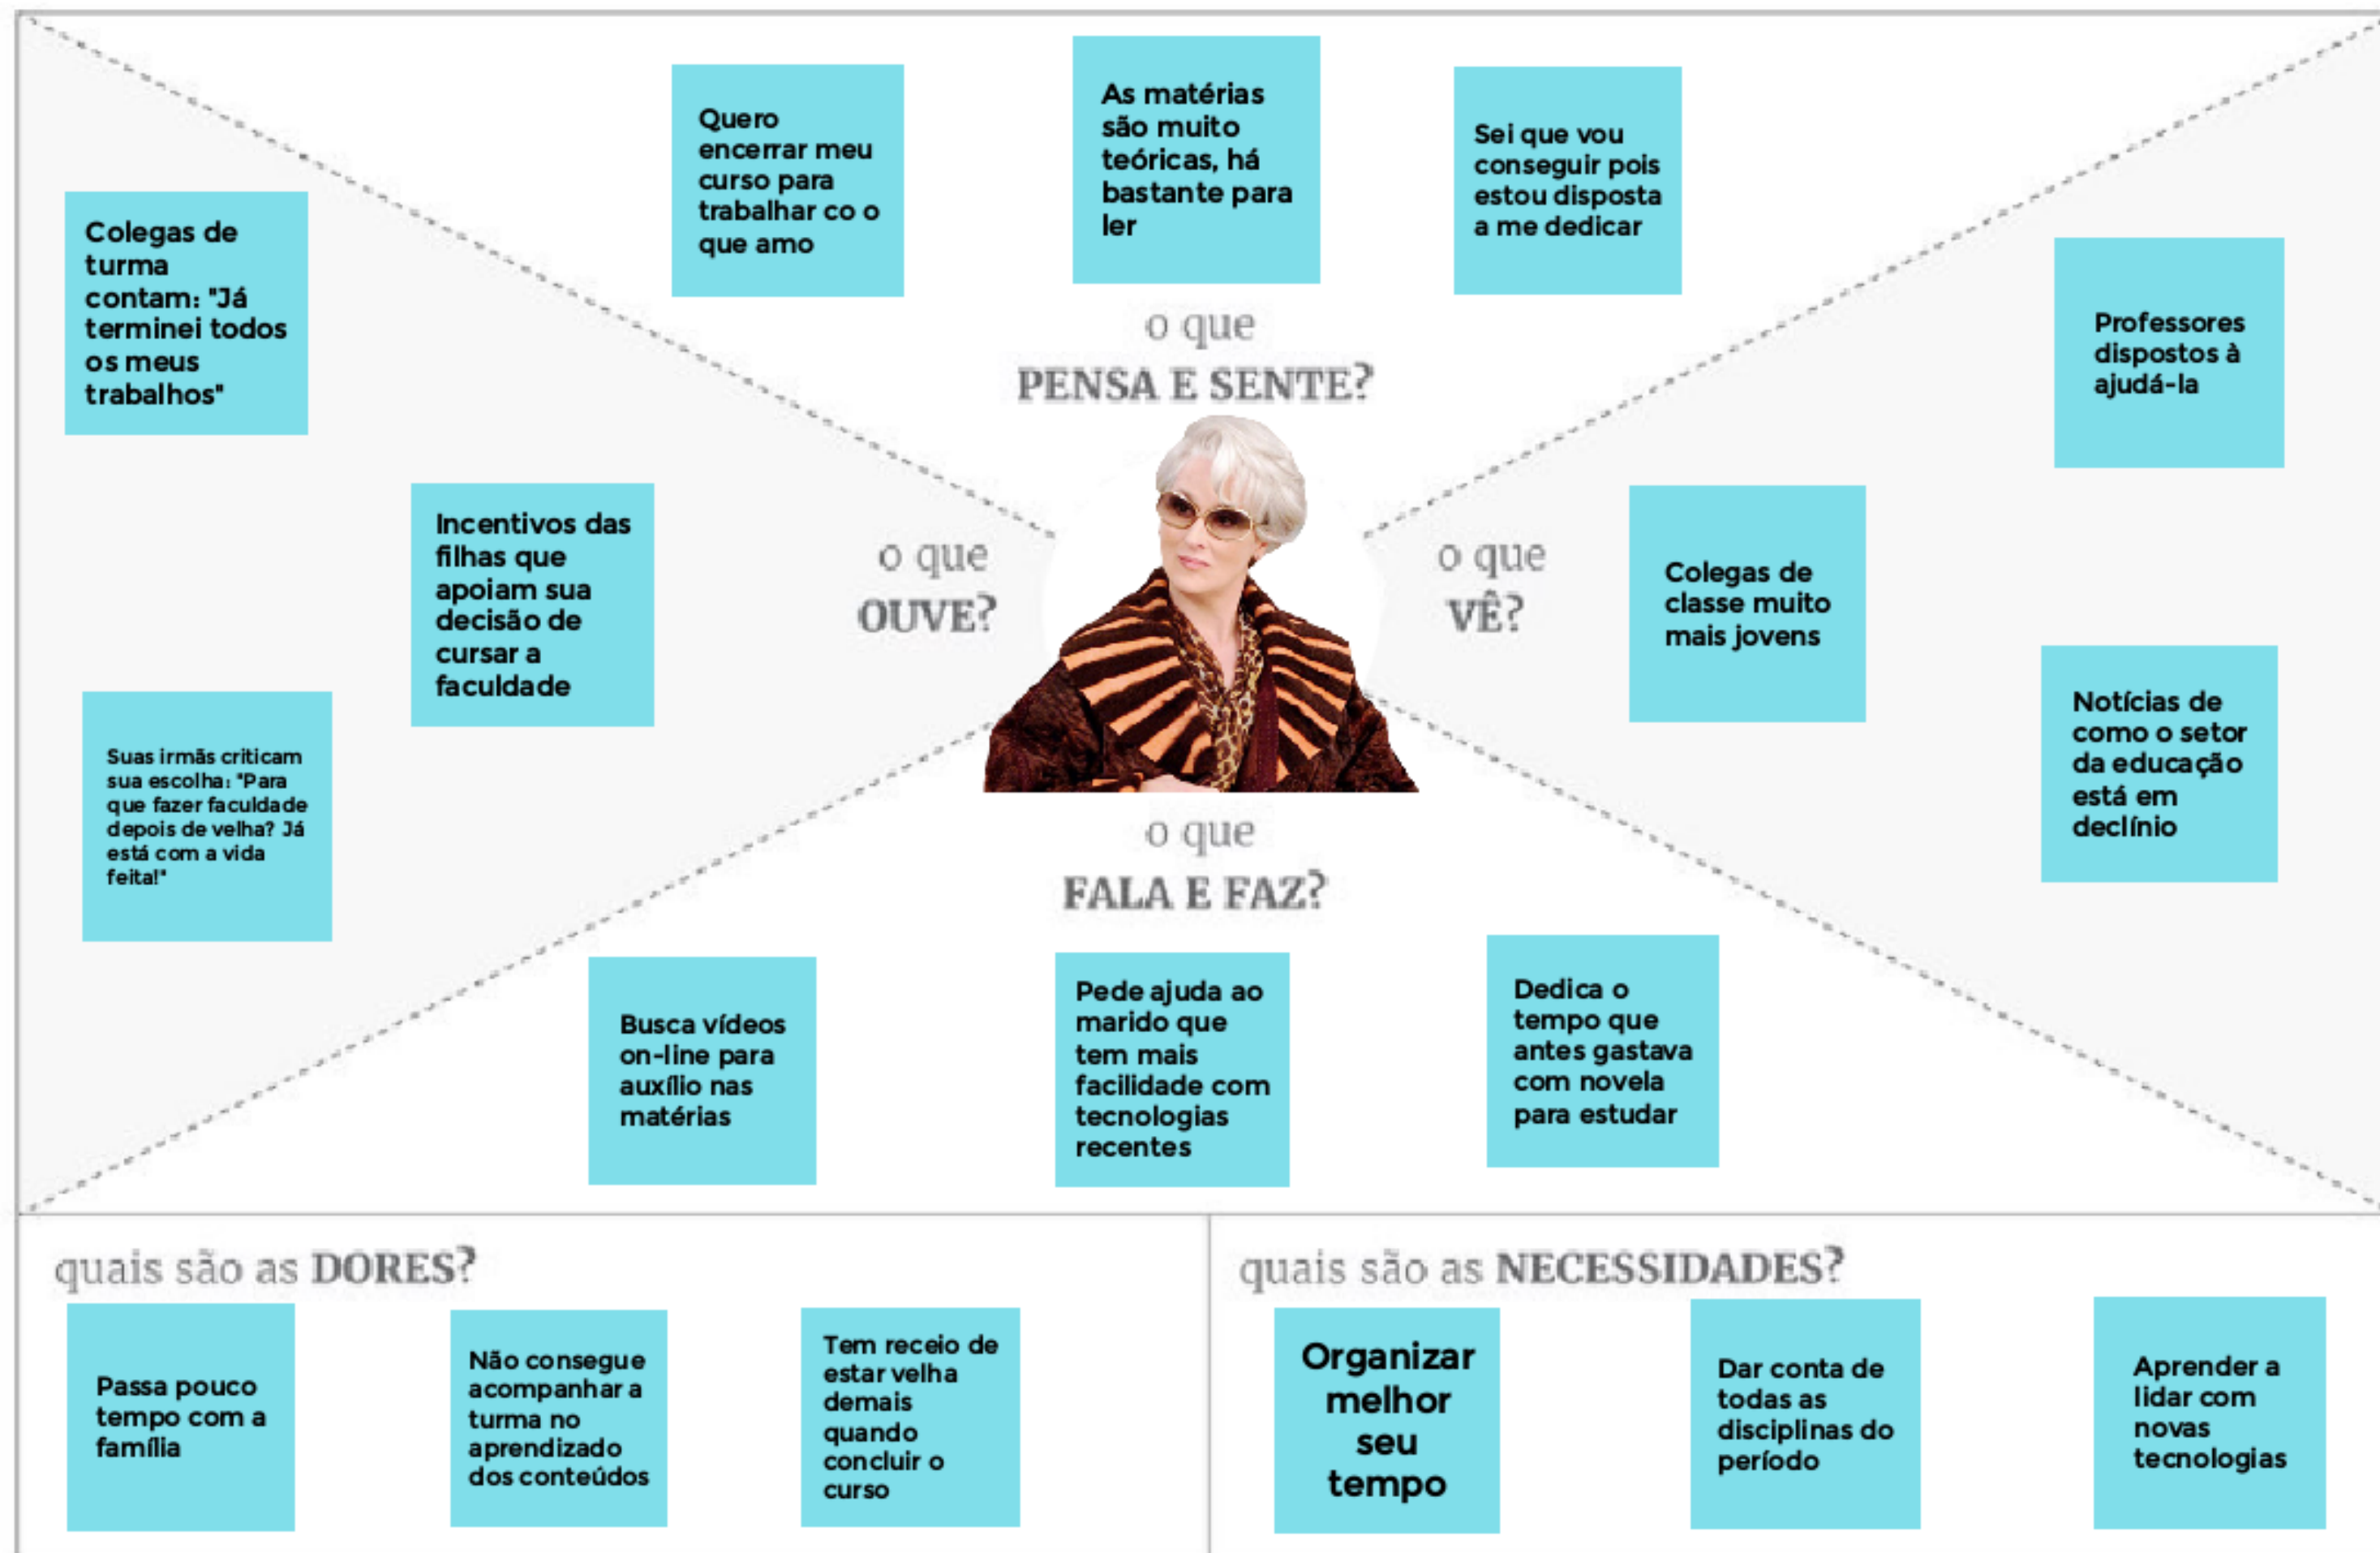 Quero
encerrar meu
curso para
trabalhar co o
que amo
As matérias
são muito
teóricas, há
bastante para
ler
Sei que vou
conseguir pois
estou disposta
a me dedicar
o que
PENSA E SENTE?
Colegas de
turma
contam: "Já
terminei todos
os meus
trabalhos"
Incentivos das
filhas que
apoiam sua
decisão de
cursar a
faculdade
Suas irmãs criticam
sua escolha: "Para
que fazer faculdade
depois de velha? Já
está com a vida
feita!"
o que
OUVE?
o que
VÊ?
Professores
dispostos à
ajudá-la
Colegas de
classe muito
mais jovens
Notícias de
como o setor
da educação
está em
declínio
o que
FALA E FAZ?
Busca vídeos
on-line para
auxílio nas
matérias
Pede ajuda ao
marido que
tem mais
facilidade com
tecnologias
recentes
Dedica o
tempo que
antes gastava
com novela
para estudar
quais são as DORES?
Passa pouco
tempo com a
família
Não consegue
acompanhar a
turma no
aprendizado
dos conteúdos
Tem receio de
estar velha
demais
quando
concluir o
curso
quais são as NECESSIDADES?
Organizar
melhor
seu
tempo
Dar conta de
todas as
disciplinas do
período
Aprender a
lidar com
novas
tecnologias